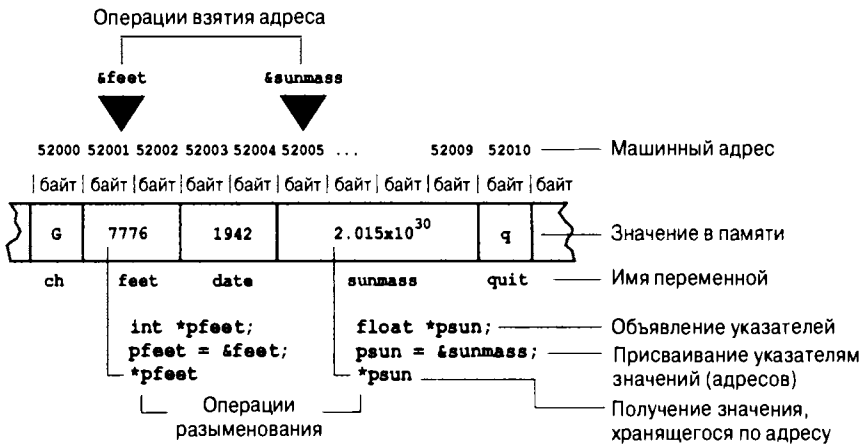 Операции взятия адреса
&feet &sunmass
52000 52001 52002 52003 52004 52005 ... 52009 52010 Машинный адрес
байт байт байт байт байт байт байт байт байт байт байт
G 7776 1942 2.015x10^30 q Значение в памяти
ch feet date sunmass quit Имя переменной
int *pfeet; float *psun; Объявление указателей
pfeet = &feet; psun = &sunmass; Присваивание указателям
значений (адресов)
*pfeet *psun
Операции
разыменования
Получение значения,
хранящегося по адресу